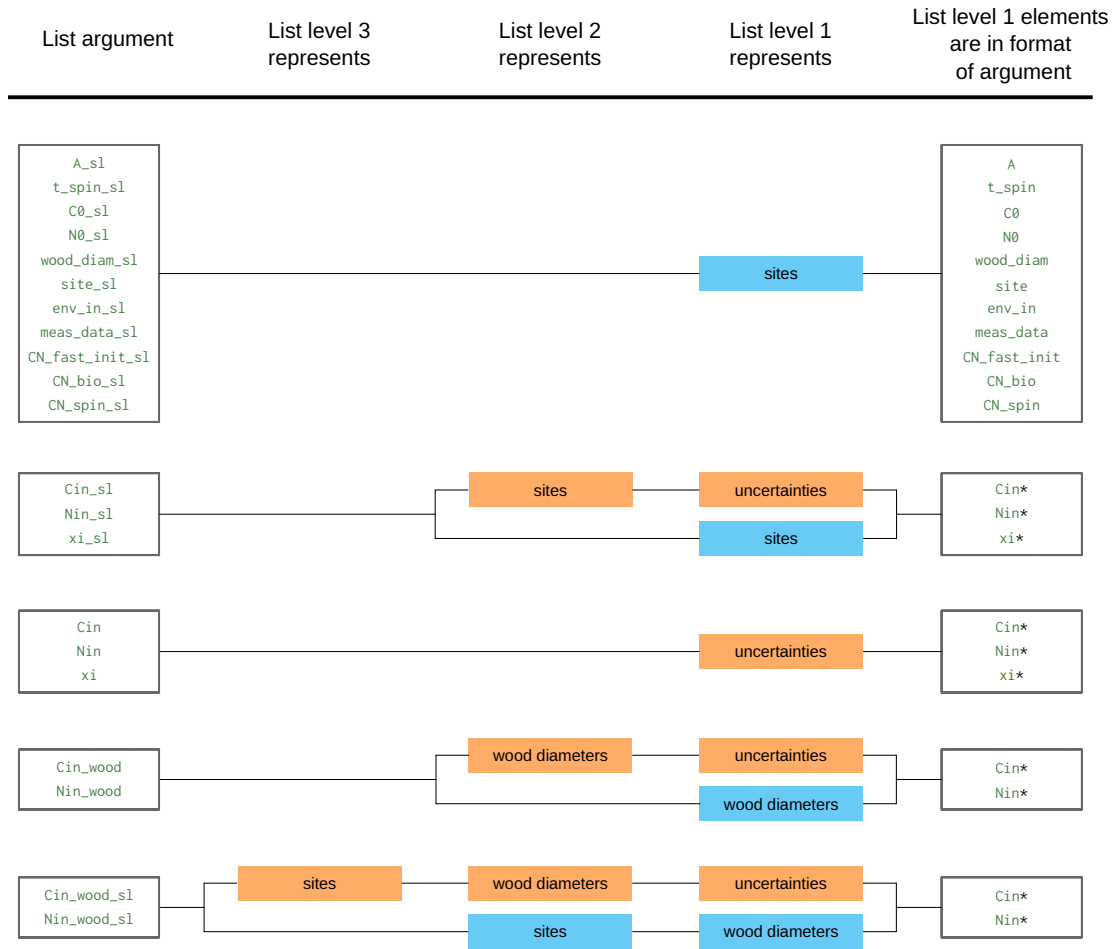 List argument
List level 3
represents
List level 2
represents
List level 1
represents
List level 1 elements
are in format
of argument
A_sl
t_spin_sl
C0_sl
N0_sl
wood_diam_sl
site_sl
env_in_sl
meas_data_sl
CN_fast_init_sl
CN_bio_sl
CN_spin_sl
sites
A
t_spin
C0
N0
wood_diam
site
env_in
meas_data
CN_fast_init
CN_bio
CN_spin
Cin_sl
Nin_sl
xi_sl
sites
uncertainties
sites
Cin*
Nin*
xi*
Cin
Nin
xi
uncertainties
Cin*
Nin*
xi*
Cin_wood
Nin_wood
wood diameters
uncertainties
wood diameters
Cin*
Nin*
Cin_wood_sl
Nin_wood_sl
sites
wood diameters
uncertainties
sites
wood diameters
Cin*
Nin*